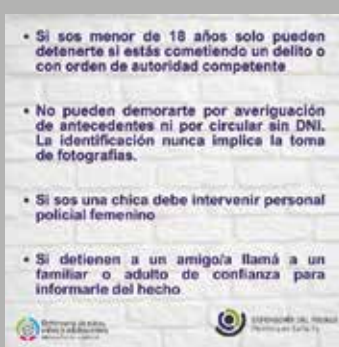 • Si sos menor de 18 años solo pueden
detenerte si estás cometiendo un delito o
con orden de autoridad competente
• No pueden demorarte por averiguación
de antecedentes ni por circular sin DNI.
La identificación nunca implica la toma
de fotografías.
• Si sos una chica debe intervenir personal
policial femenino
• Si detienen a un amigo/a llamá a un
familiar o adulto de confianza para
informarle del hecho
DEFENSORÍA DEL PUEBLO